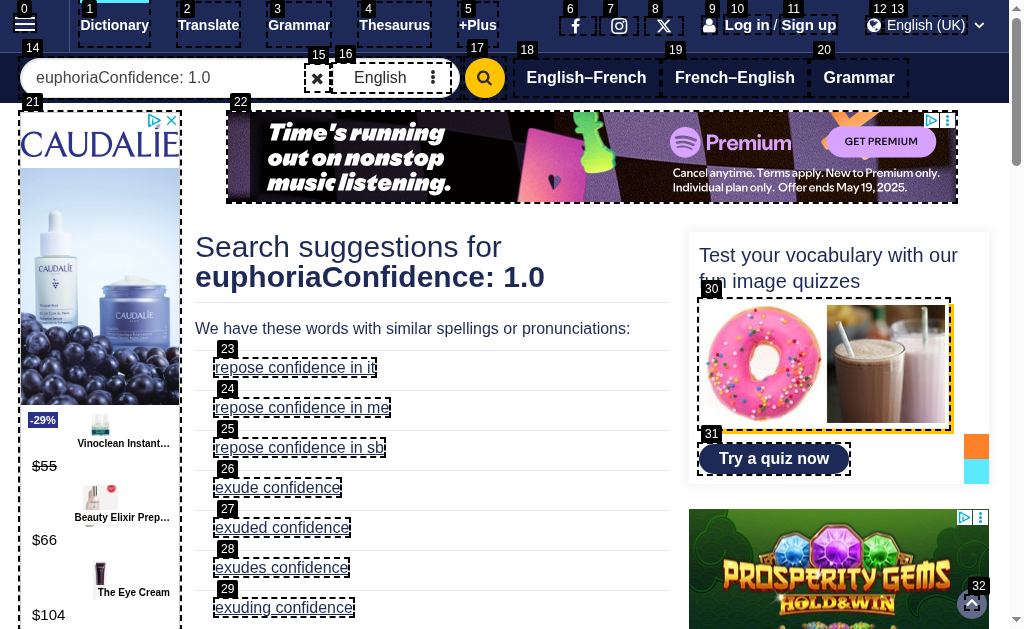 Dictionary
Translate
Grammar
Thesaurus
+Plus
Log in / Sign up
English (UK)
euphoriaConfidence: 1.0
English
English–French
French–English
Grammar
CAUDALIE
CAUDALIE
CAUDALIE
-29%
Vinoclean Instant...
$55
Beauty Elixir Prep...
$66
The Eye Cream
$104
Time's running
out on nonstop
music listening.
Premium
GET PREMIUM
Cancel anytime. Terms apply. New to Premium only.
Individual plan only. Offer ends May 19, 2025.
Search suggestions for
euphoriaConfidence: 1.0
We have these words with similar spellings or pronunciations:
repose confidence in it
repose confidence in me
repose confidence in sb
exude confidence
exuded confidence
exudes confidence
exuding confidence
Test your vocabulary with our
fun image quizzes
Try a quiz now
PROSPERITY GEMS
HOLD & WIN
0
1
2
3
4
5
6
7
8
9
10
11
12
13
14
15
16
17
18
19
20
21
22
23
24
25
26
27
28
29
30
31
32